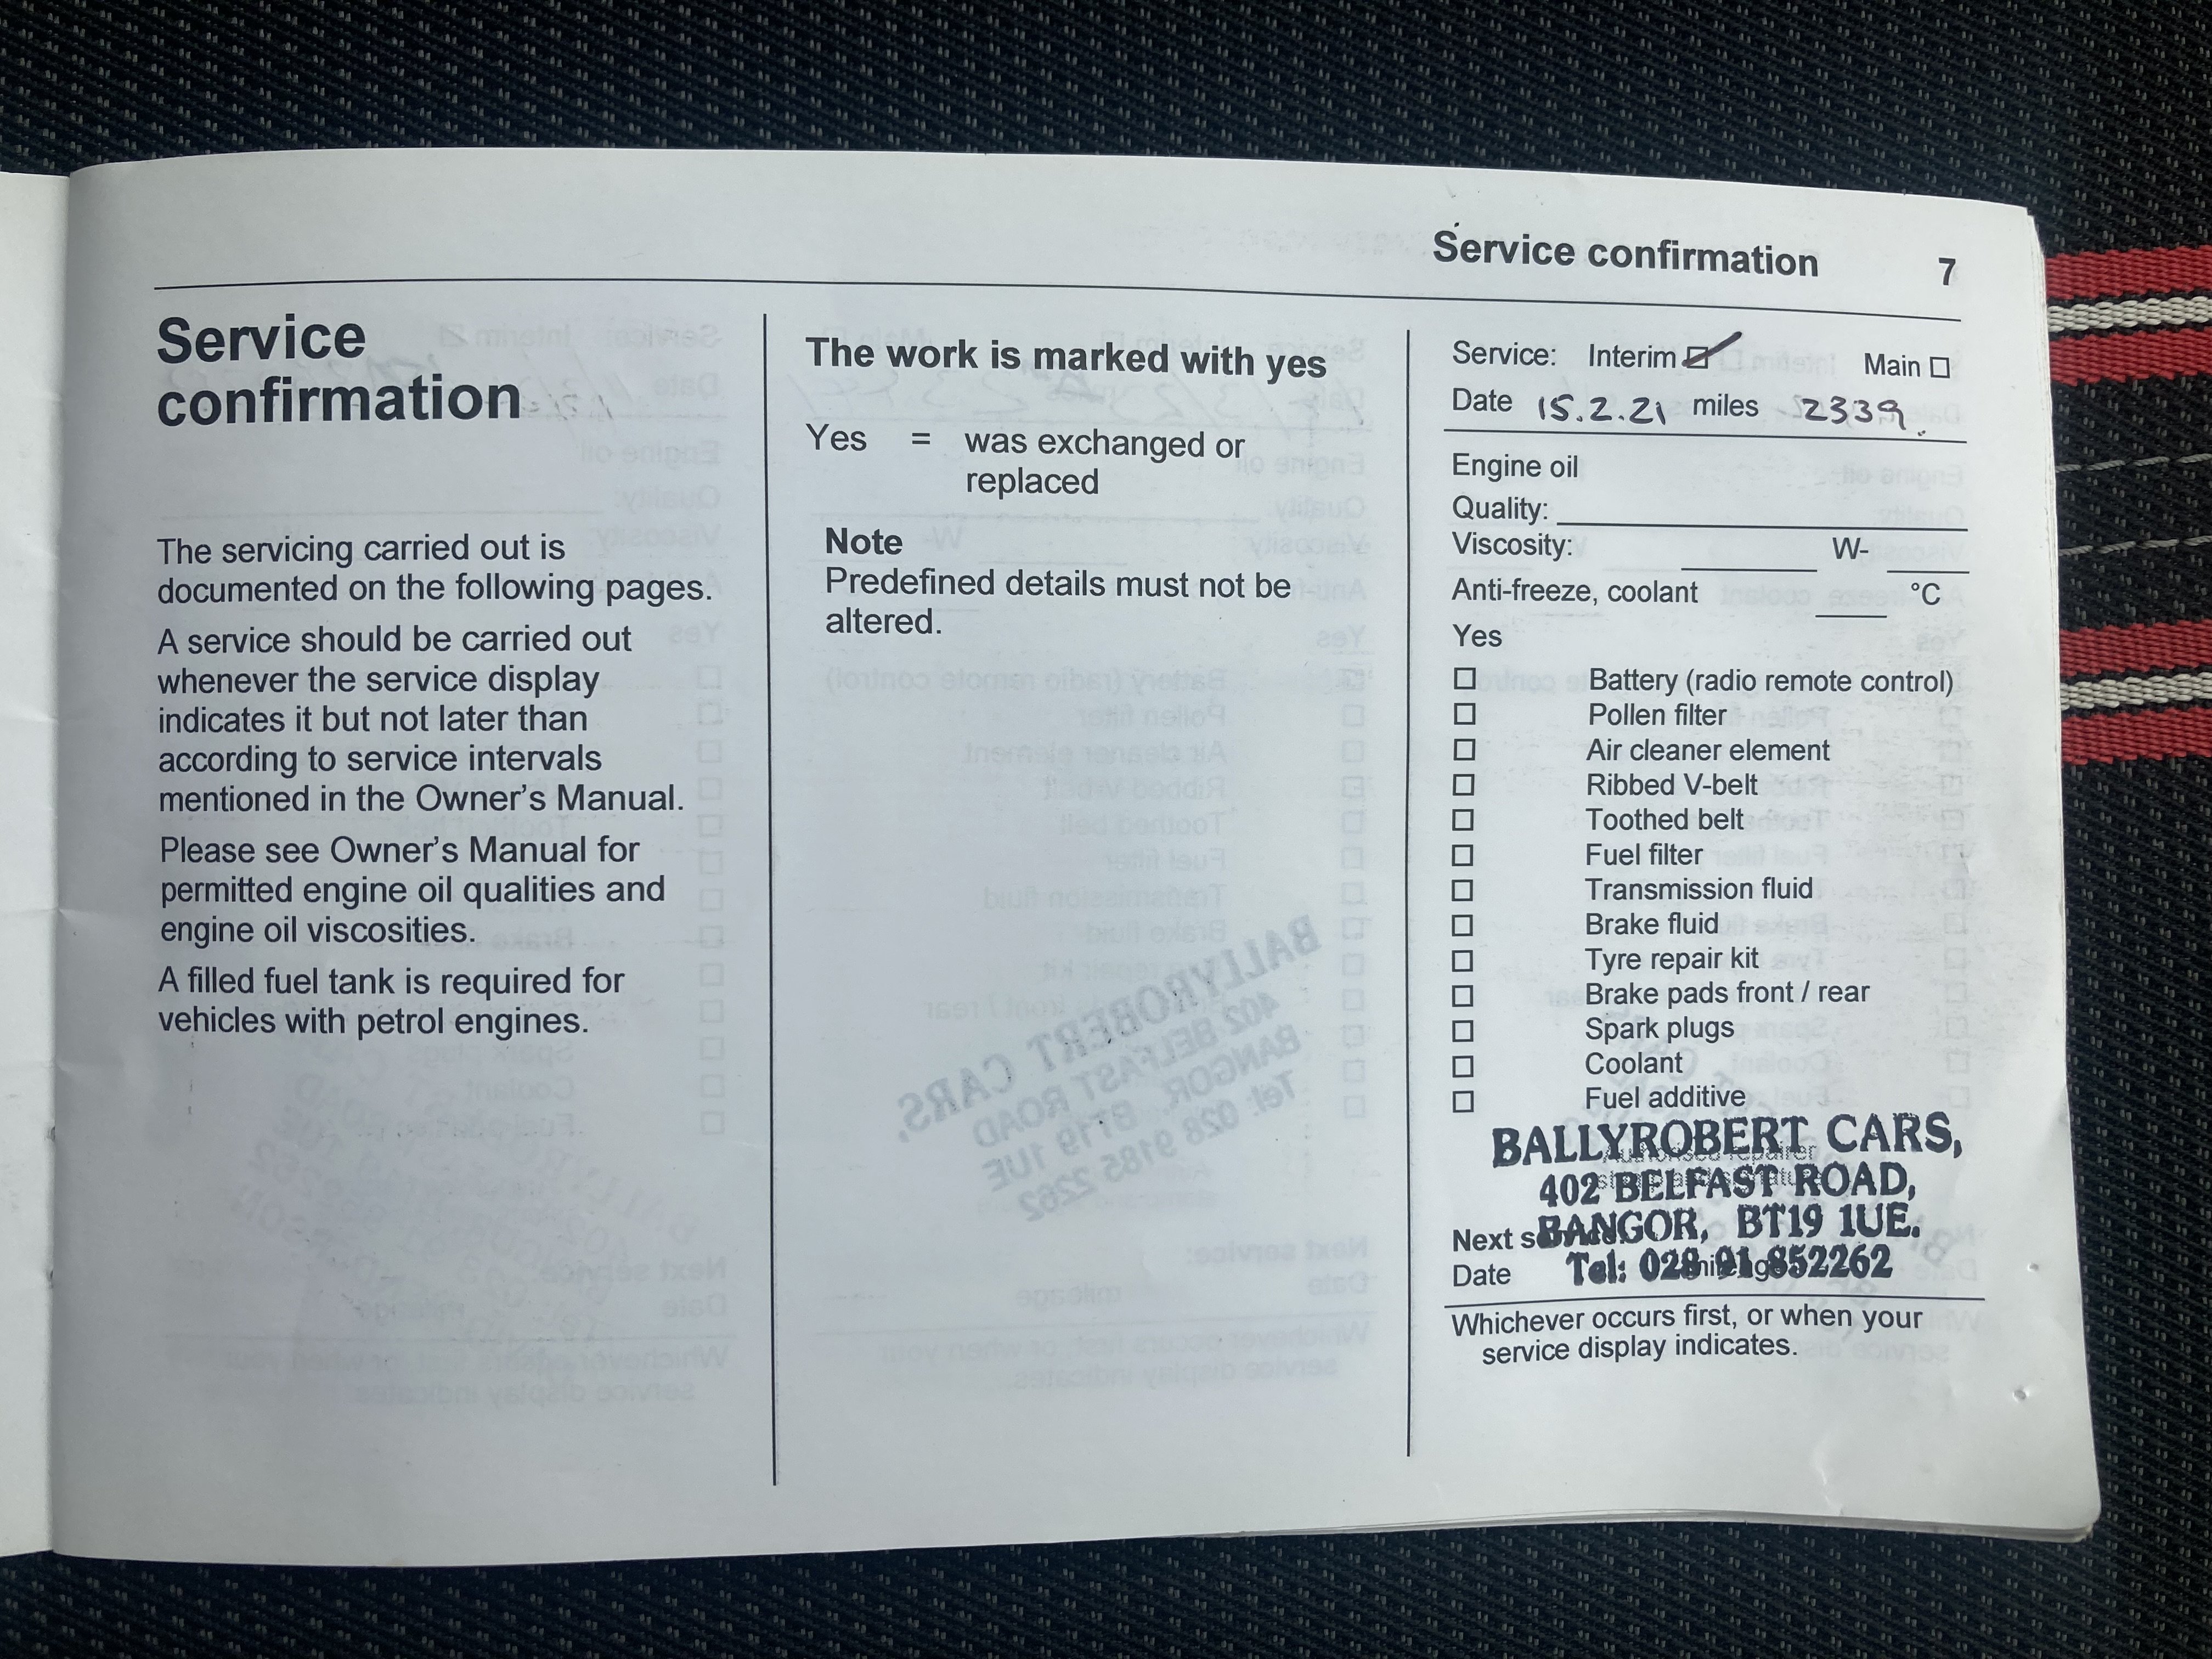 Service confirmation 7
Service
confirmation
The servicing carried out is
documented on the following pages.
A service should be carried out
whenever the service display
indicates it but not later than
according to service intervals
mentioned in the Owner's Manual.
Please see Owner's Manual for
permitted engine oil qualities and
engine oil viscosities.
A filled fuel tank is required for
vehicles with petrol engines.
The work is marked with yes
Yes = was exchanged or
replaced
Note
Predefined details must not be
altered.
Service: Interim Main
Date 15.2.21 miles 2339
Engine oil
Quality:
Viscosity: W-
Anti-freeze, coolant °C
Yes
Battery (radio remote control)
Pollen filter
Air cleaner element
Ribbed V-belt
Toothed belt
Fuel filter
Transmission fluid
Brake fluid
Tyre repair kit
Brake pads front / rear
Spark plugs
Coolant
Fuel additive
BALLYROBERT CARS,
402 BELFAST ROAD,
BANGOR, BT19 1UE.
Tel: 028 91 852262
Next
Date
Whichever occurs first, or when your
service display indicates.